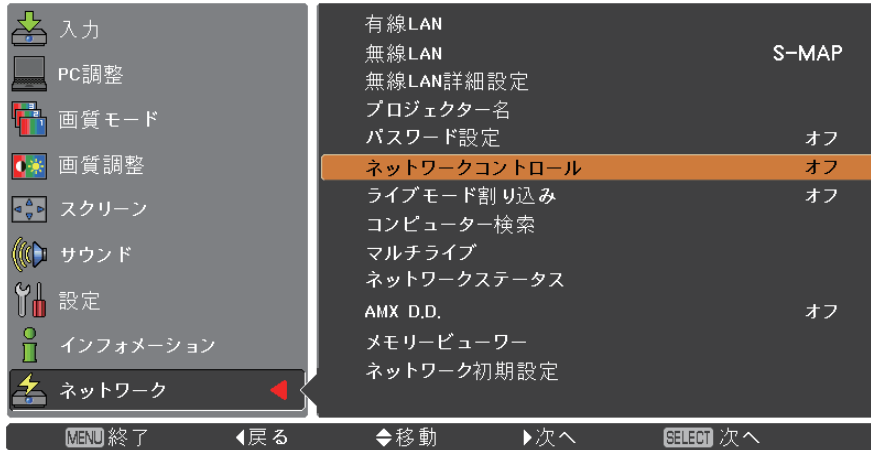 入力
PC調整
画質モード
画質調整
スクリーン
サウンド
設定
インフォメーション
ネットワーク
有線LAN
無線LAN S-MAP
無線LAN詳細設定
プロジェクター名
パスワード設定 オフ
ネットワークコントロール オフ
ライブモード割り込み オフ
コンピューター検索
マルチライブ
ネットワークステータス
AMX D.D. オフ
メモリービューワー
ネットワーク初期設定
MENU 終了 戻る 移動 次へ SELECT 次へ